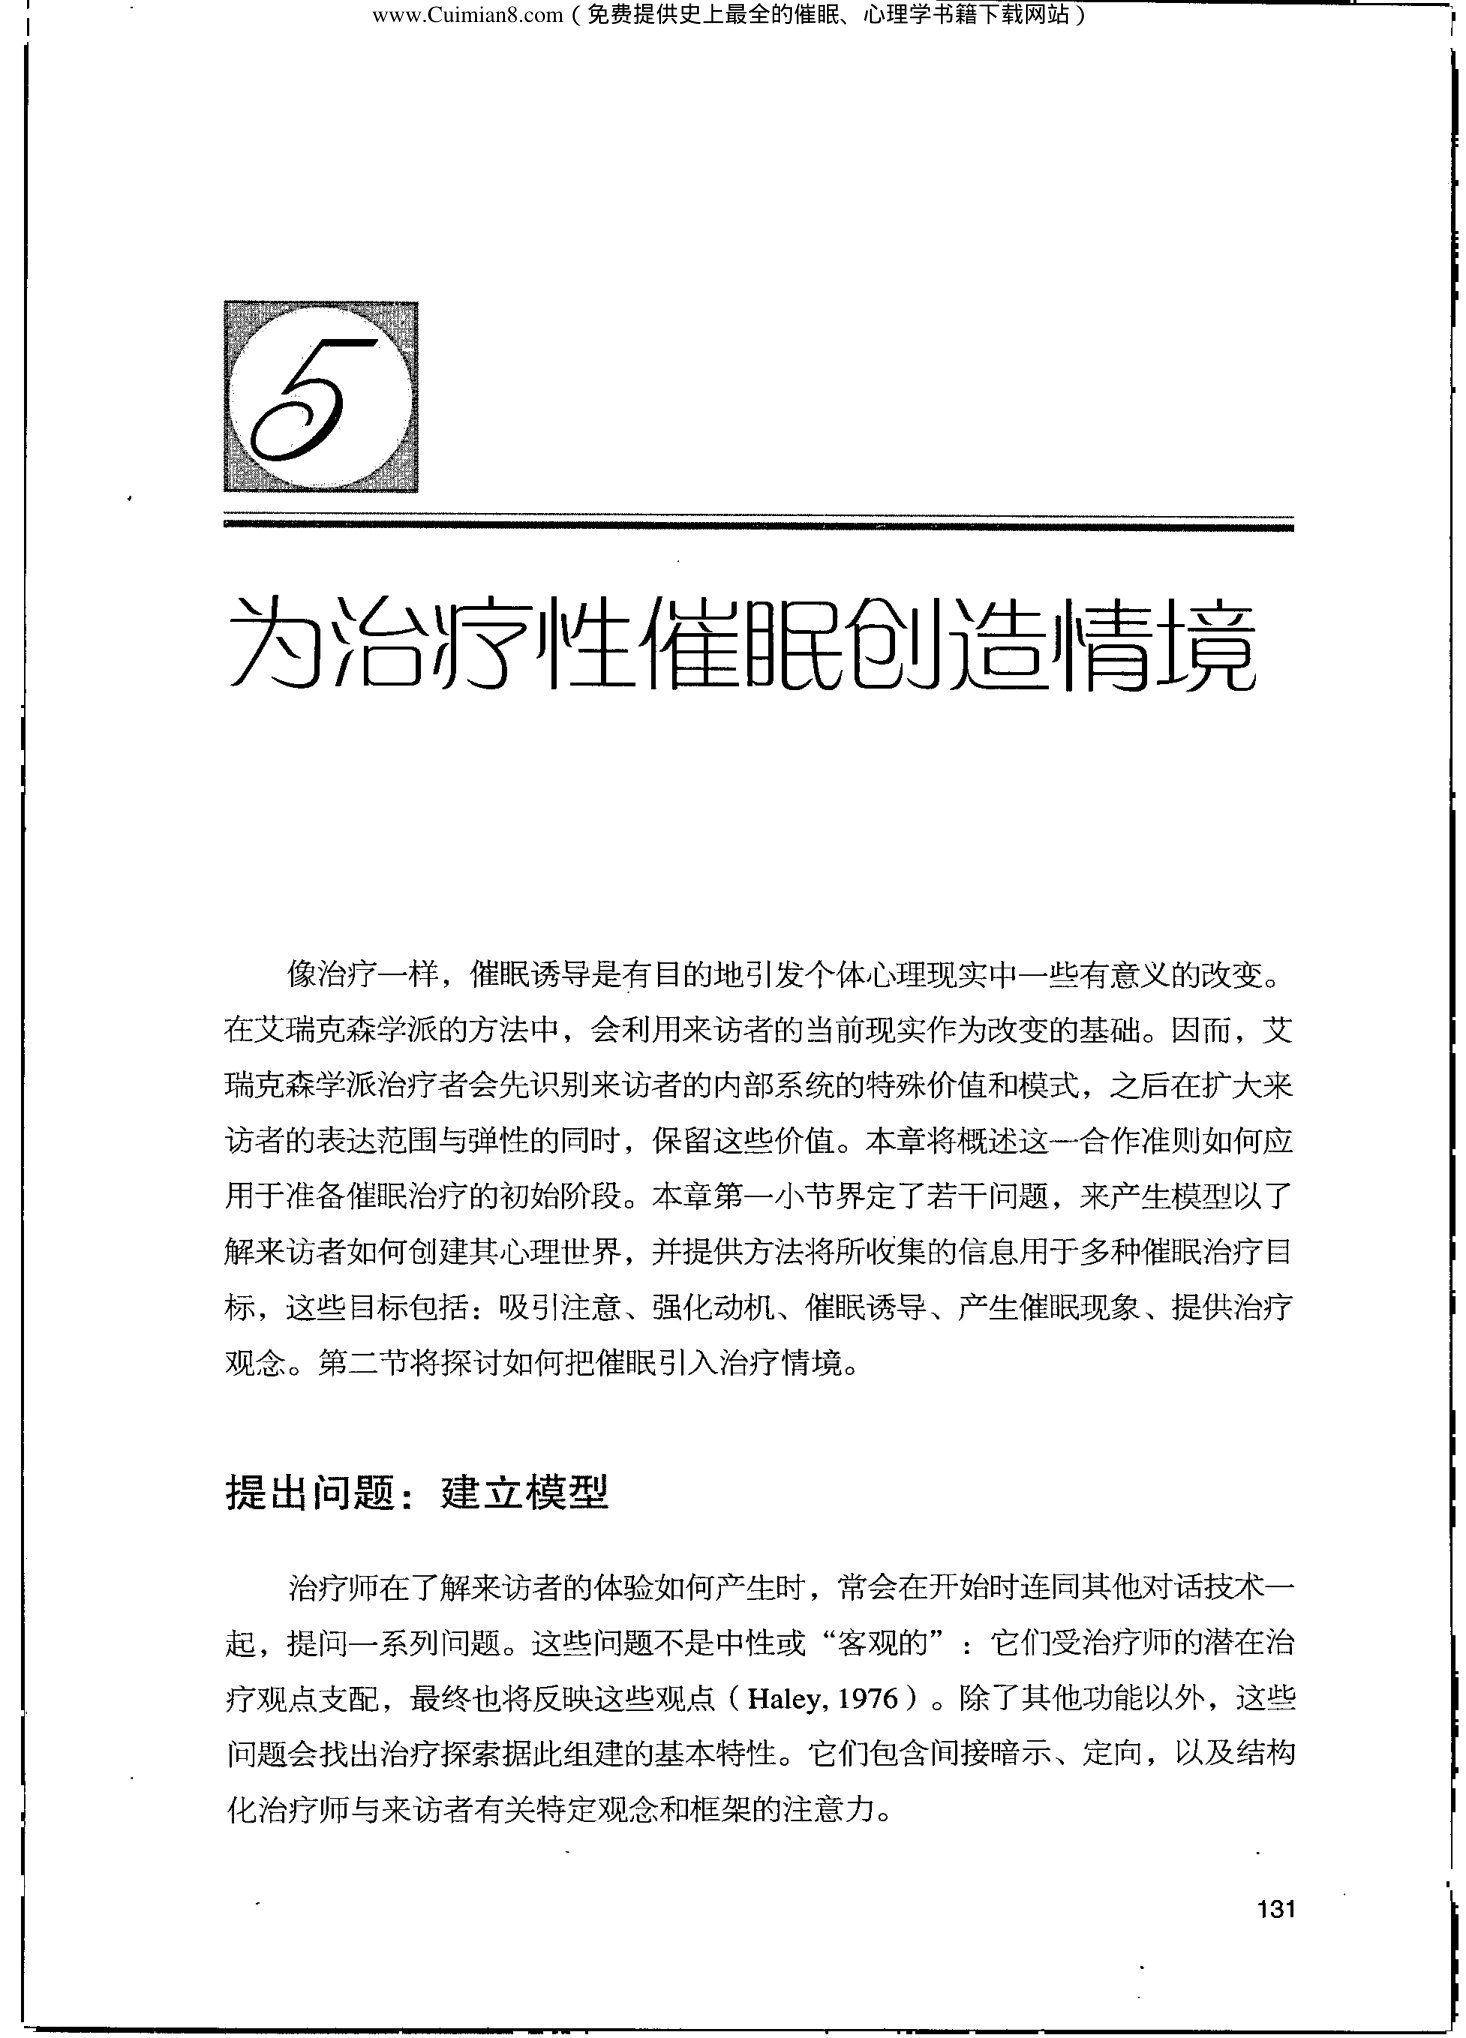 www.Cuimian8.com（免费提供史上最全的催眠、心理学书籍下载网站）
5
为治疗性催眠创造情境
像治疗一样，催眠诱导是有目的地引发个体心理现实中一些有意义的改变。
在艾瑞克森学派的方法中，会利用来访者的当前现实作为改变的基础。因而，艾
瑞克森学派治疗者会先识别来访者的内部系统的特殊价值和模式，之后在扩大来
访者的表达范围与弹性的同时，保留这些价值。本章将概述这一合作准则如何应
用于准备催眠治疗的初始阶段。本章第一小节界定了若干问题，来产生模型以了
解来访者如何创建其心理世界，并提供方法将所收集的信息用于多种催眠治疗目
标，这些目标包括：吸引注意、强化动机、催眠诱导、产生催眠现象、提供治疗
观念。第二节将探讨如何把催眠引入治疗情境。
提出问题：建立模型
治疗师在了解来访者的体验如何产生时，常会在开始时连同其他对话技术一
起，提问一系列问题。这些问题不是中性或“客观的”：它们受治疗师的潜在治
疗观点支配，最终也将反映这些观点（Haley, 1976）。除了其他功能以外，这些
问题会找出治疗探索据此组建的基本特性。它们包含间接暗示、定向，以及结构
化治疗师与来访者有关特定观念和框架的注意力。
131